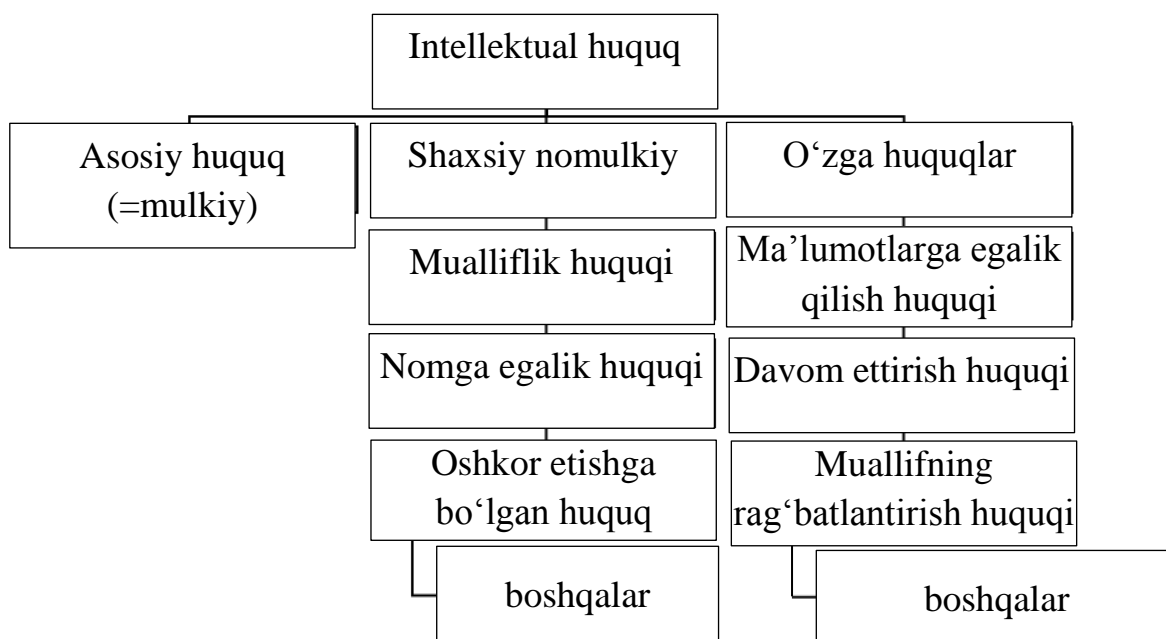 Intellektual huquq
Asosiy huquq
(=mulkiy)
Shaxsiy nomulkiy
O‘zga huquqlar
Mualliflik huquqi
Ma’lumotlarga egalik
qilish huquqi
Nomga egalik huquqi
Davom ettirish huquqi
Oshkor etishga
bo‘lgan huquq
Muallifning
rag‘batlantirish huquqi
boshqalar
boshqalar